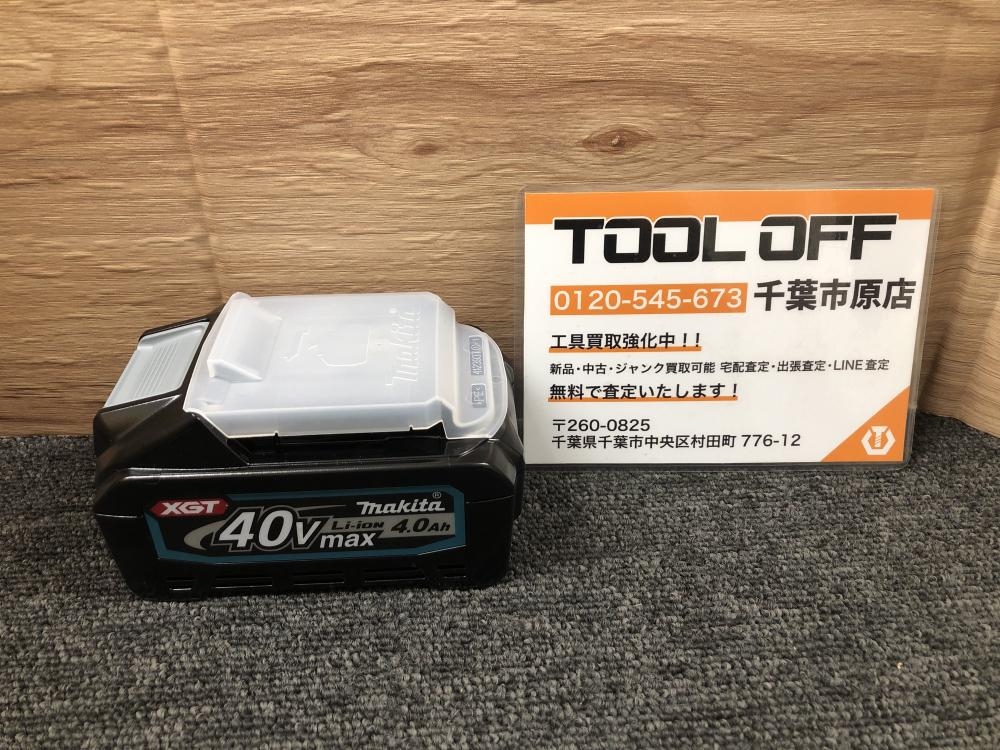 TOOL OFF
0120-545-673 千葉市原店
工具買取強化中!!
新品・中古・ジャンク買取可能 宅配査定・出張査定・LINE査定
無料で査定いたします!
〒260-0825
千葉県千葉市中央区村田町 776-12
makita
>PE<
XGT
makita®
40Vmax
Li-ion 4.0Ah